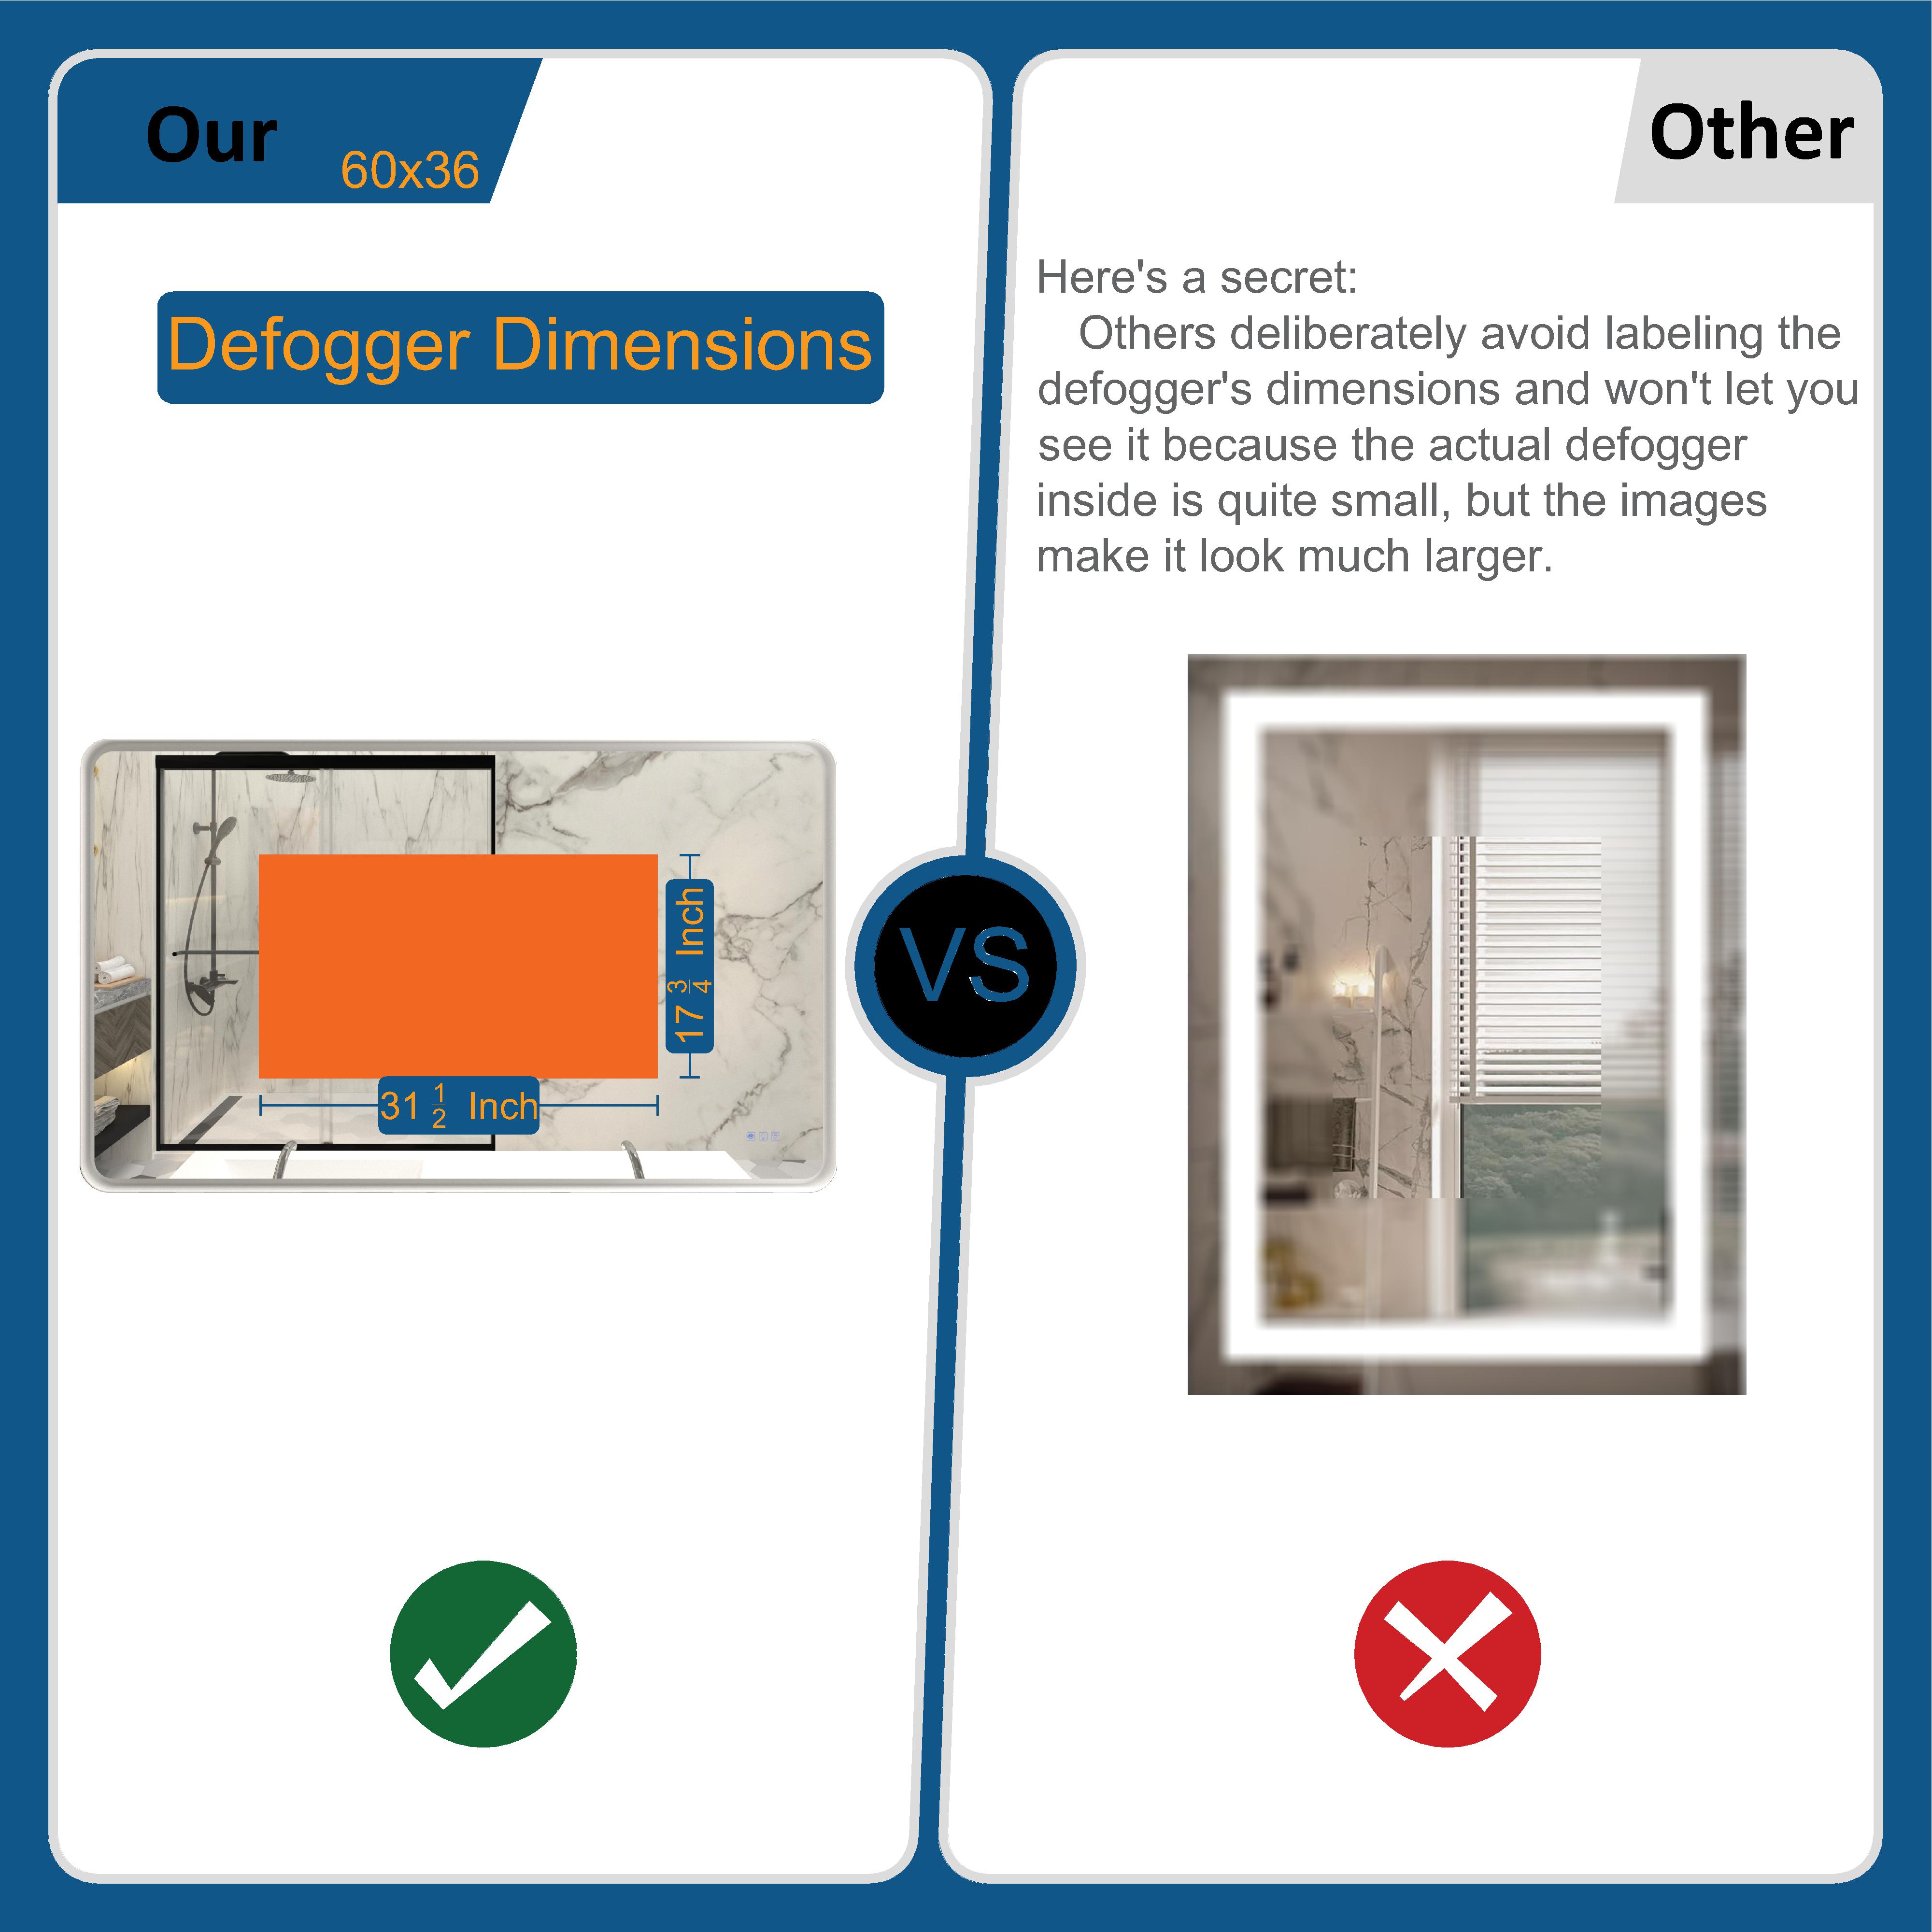 Our
60x36
Other
Defogger Dimensions
Here's a secret:
Others deliberately avoid labeling the
defogger's dimensions and won't let you
see it because the actual defogger
inside is quite small, but the images
make it look much larger.
17 3/4 Inch
VS
31 1/2 Inch